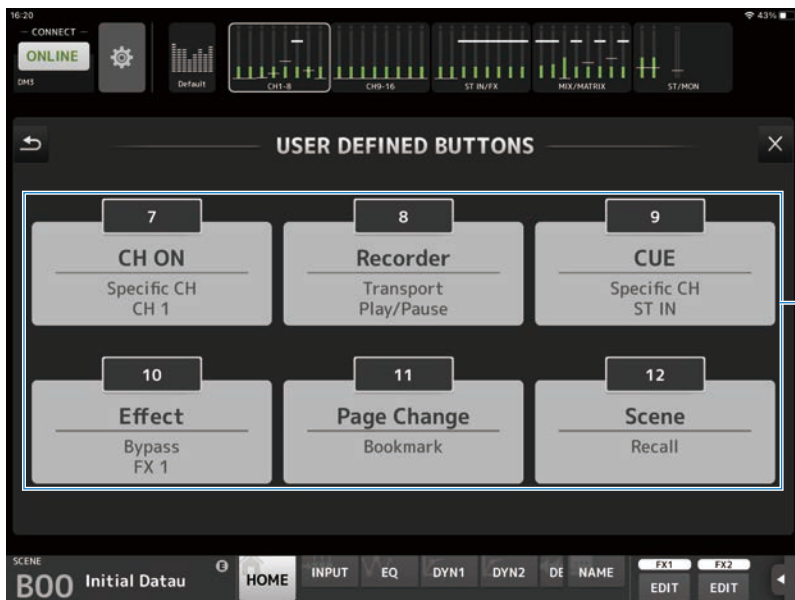 16:20
43%
CONNECT
ONLINE
DM3
Default
CH1-8
CH9-16
ST IN/FX
MIX/MATRIX
ST/MON
USER DEFINED BUTTONS
7
8
9
CH ON
Recorder
CUE
Specific CH
Transport
Specific CH
CH 1
Play/Pause
ST IN
10
11
12
Effect
Page Change
Scene
Bypass
Bookmark
Recall
FX 1
SCENE
B00 Initial Datau E
HOME INPUT EQ DYN1 DYN2 DE NAME
FX1 FX2
EDIT EDIT